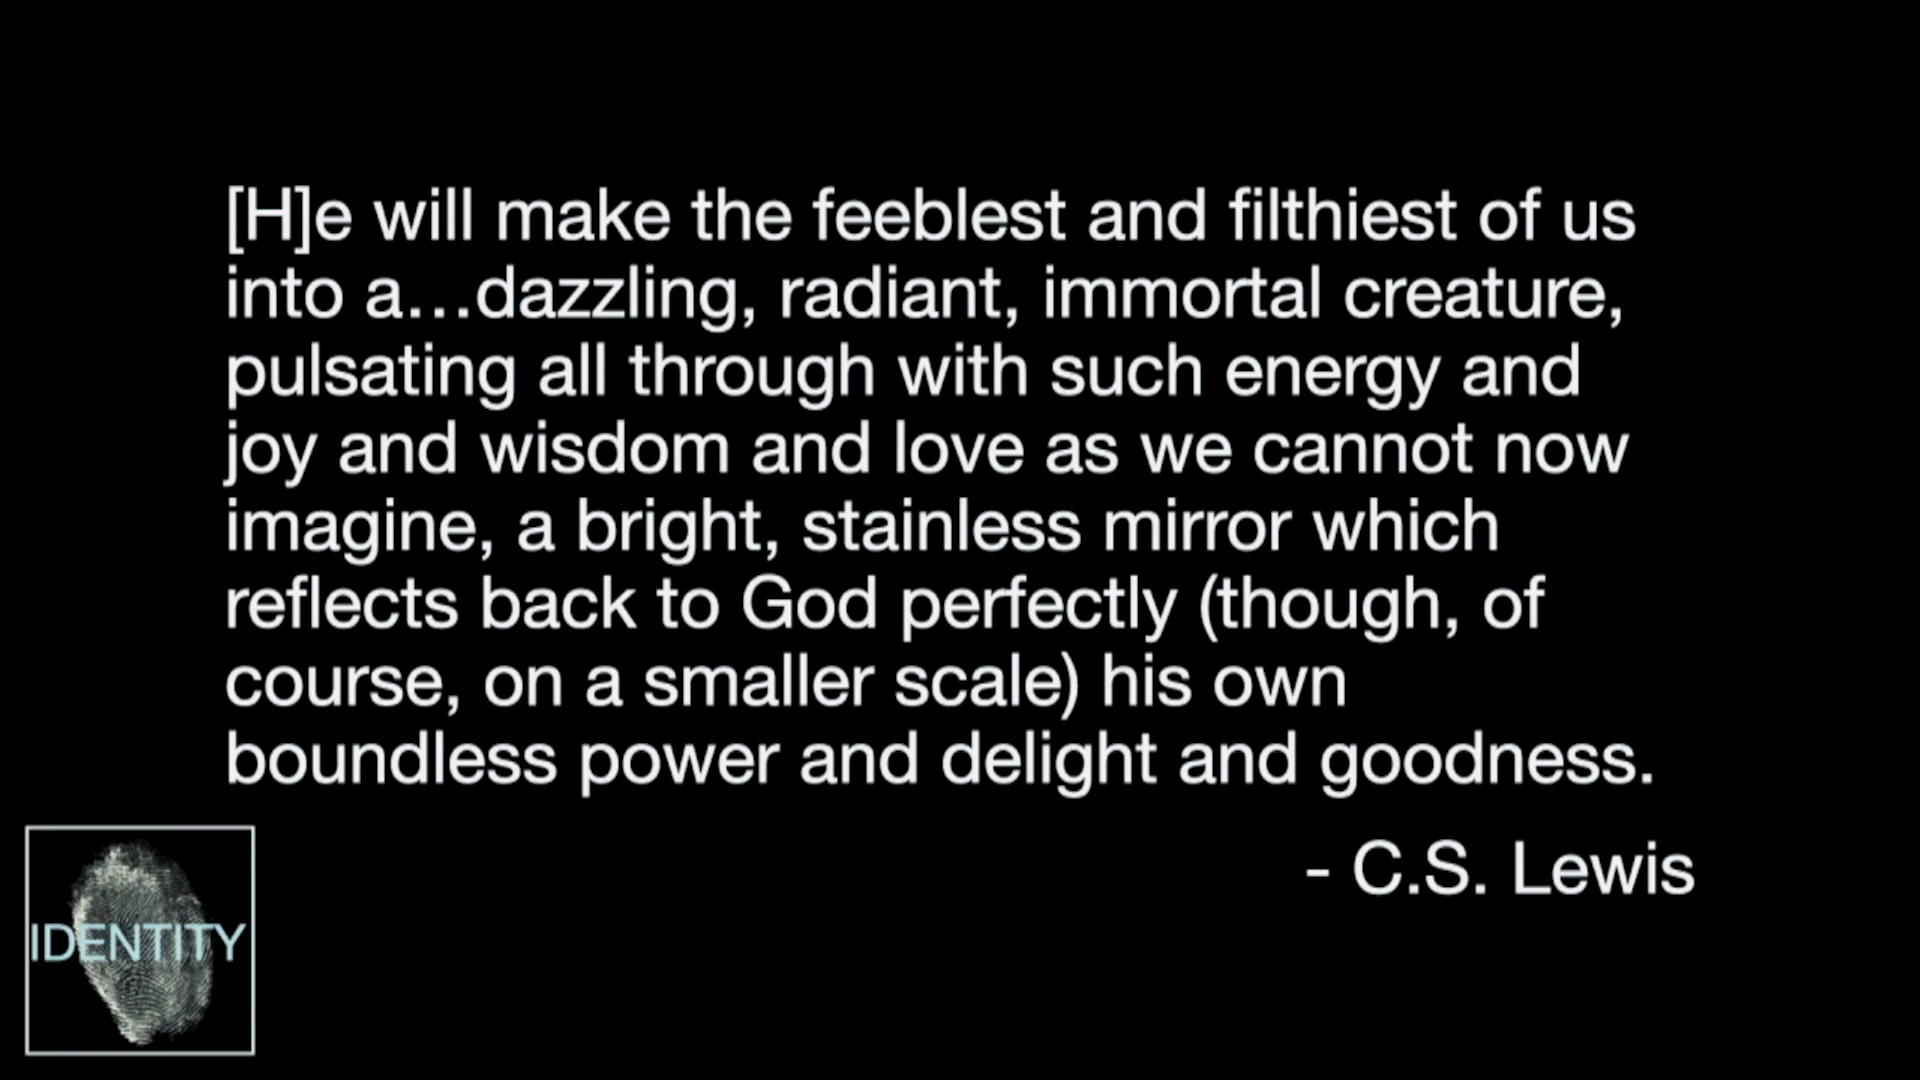 [H]e will make the feeblest and filthiest of us
into a...dazzling, radiant, immortal creature,
pulsating all through with such energy and
joy and wisdom and love as we cannot now
imagine, a bright, stainless mirror which
reflects back to God perfectly (though, of
course, on a smaller scale) his own
boundless power and delight and goodness.
- C.S. Lewis
IDENTITY